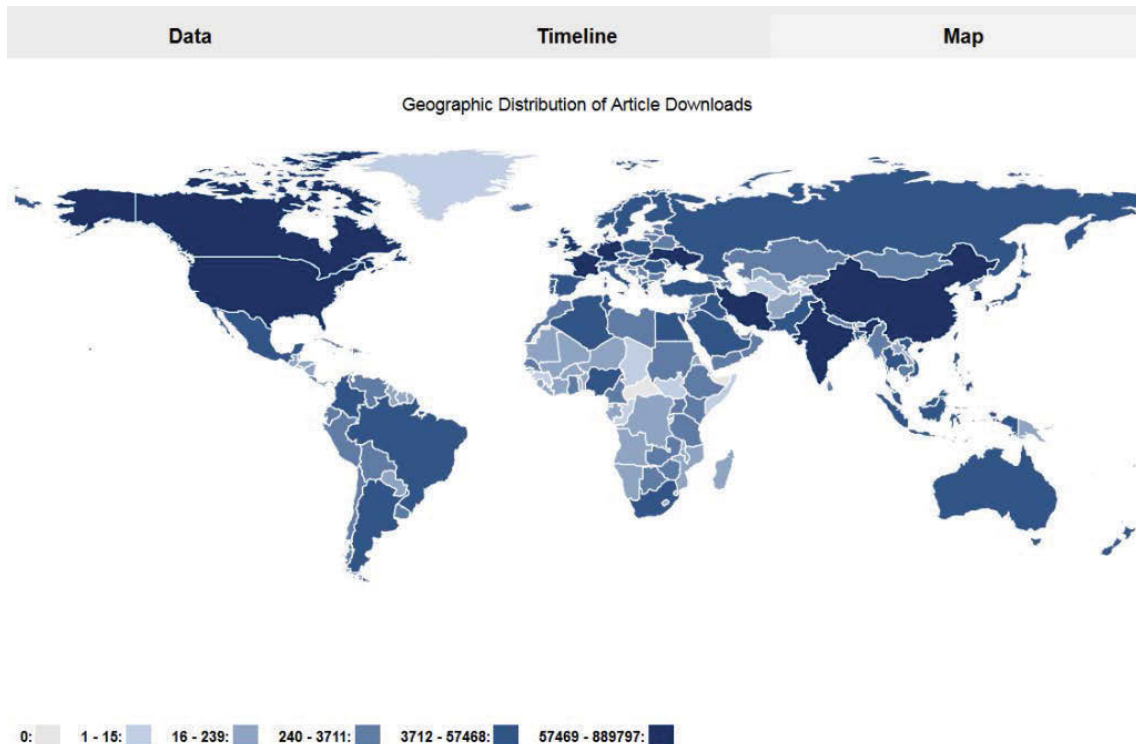 Data Timeline Map
Geographic Distribution of Article Downloads
0: 1 - 15: 16 - 239: 240 - 3711: 3712 - 57468: 57469 - 889797: